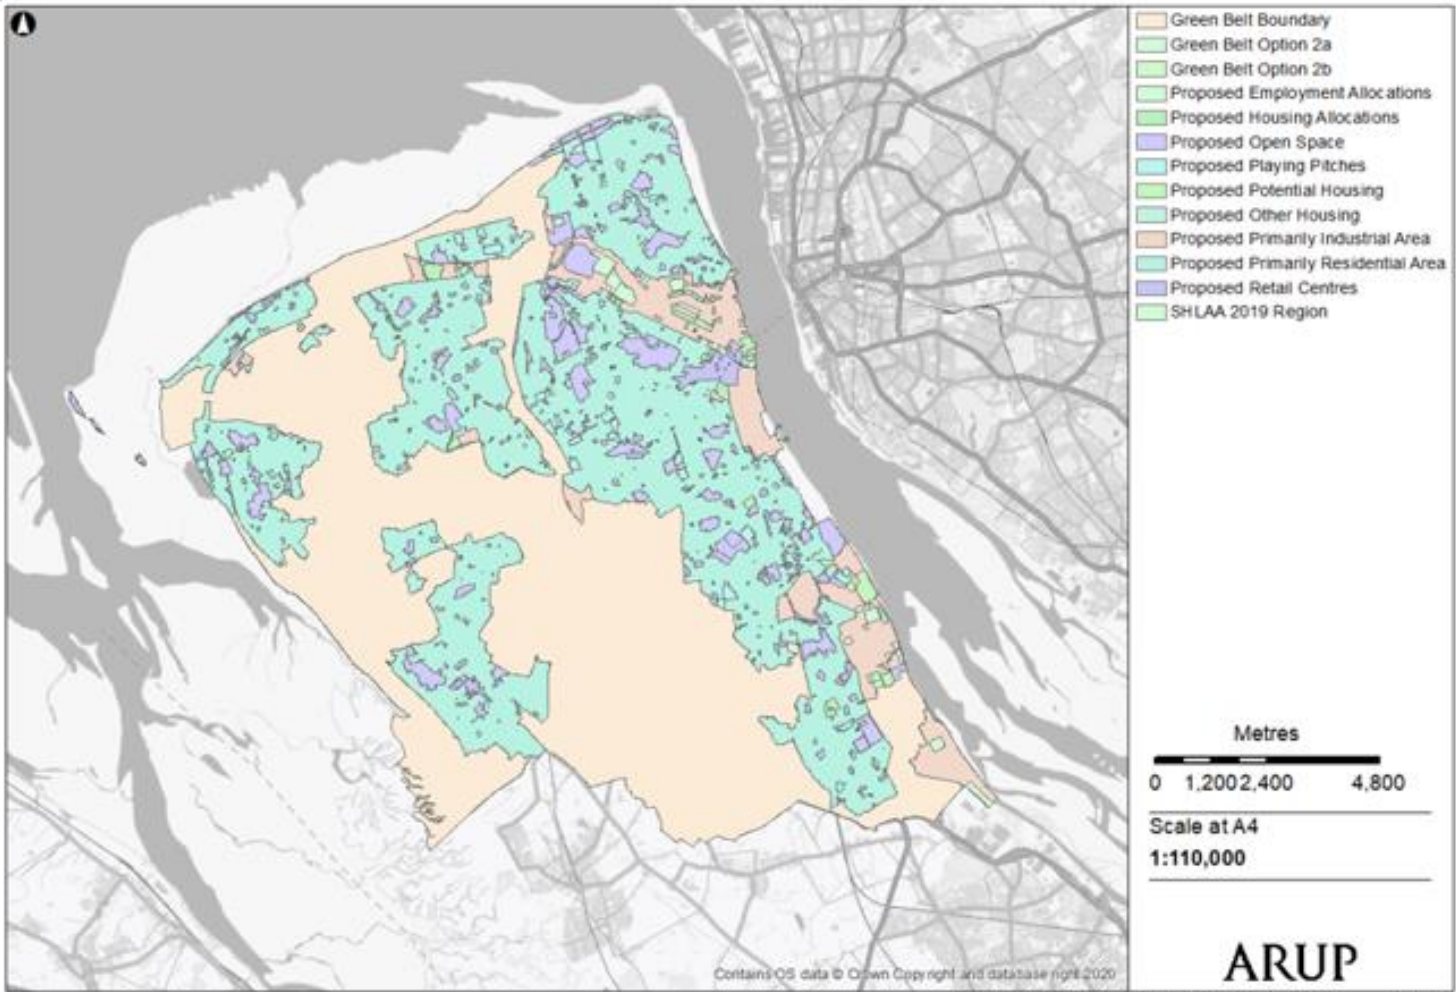 Green Belt Boundary
Green Belt Option 2a
Green Belt Option 2b
Proposed Employment Allocations
Proposed Housing Allocations
Proposed Open Space
Proposed Playing Pitches
Proposed Potential Housing
Proposed Other Housing
Proposed Primarily Industrial Area
Proposed Primarily Residential Area
Proposed Retail Centres
SHLAA 2019 Region
Metres
0 1,200 2,400 4,800
Scale at A4
1:110,000
Contains OS data © Crown Copyright and database right 2020
ARUP